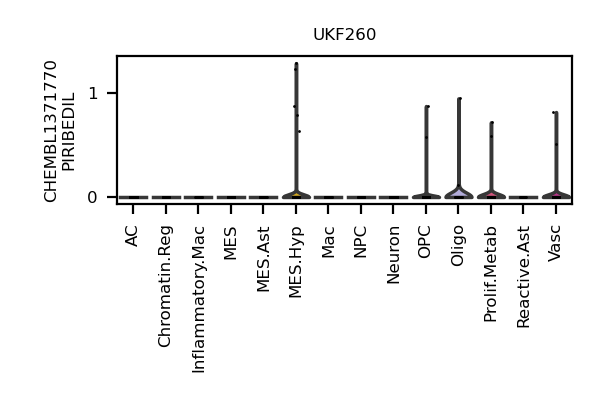 UKF260
CHEMBL1371770
PIRIBEDIL
1
0
AC
Chromatin.Reg
Inflammatory.Mac
MES
MES.Ast
MES.Hyp
Mac
NPC
Neuron
OPC
Oligo
Prolif.Metab
Reactive.Ast
Vasc